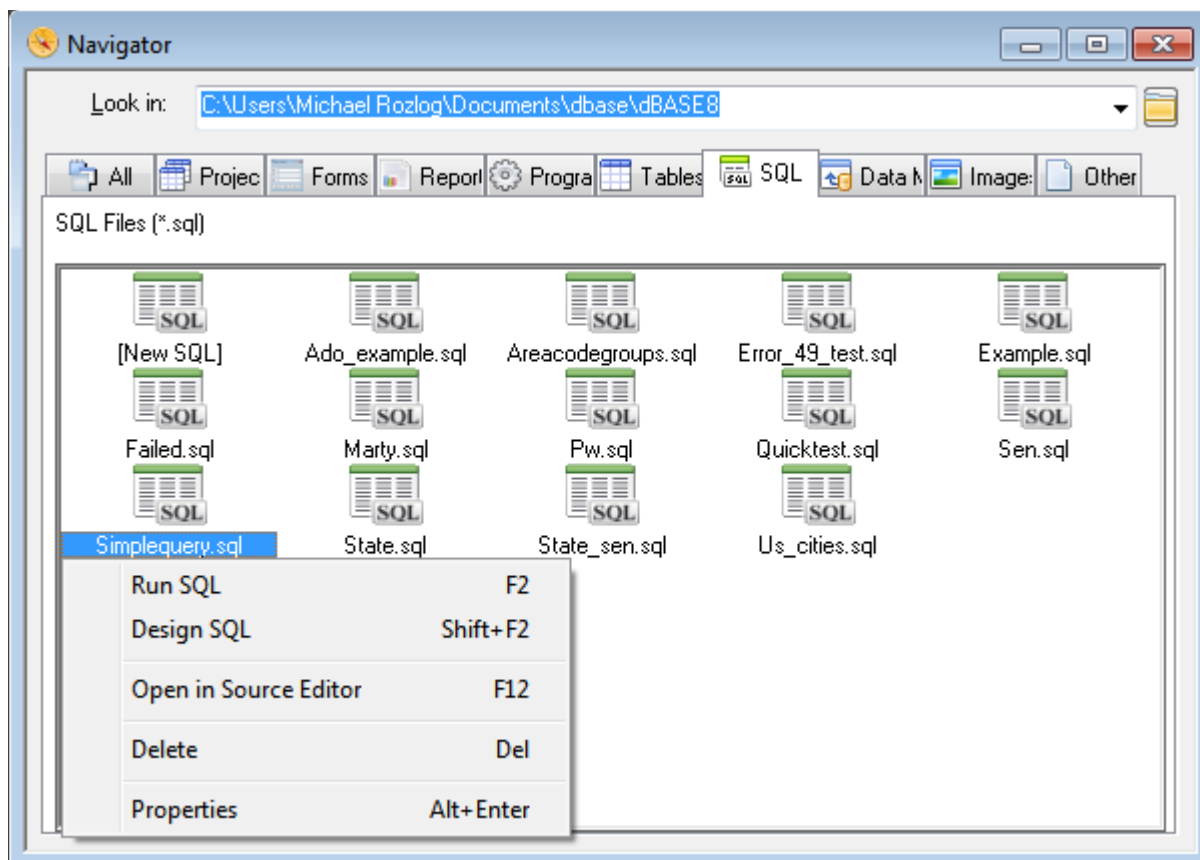 Navigator
Look in: C:\Users\Michael Rozlog\Documents\dbase\dBASE8
All Projec Forms Report Progra Tables SQL Data M Images Other
SQL Files (*.sql)
SQL SQL SQL SQL SQL
[New SQL] Ado_example.sql Areacodegroups.sql Error_49_test.sql Example.sql
SQL SQL SQL SQL SQL
Failed.sql Marty.sql Pw.sql Quicktest.sql Sen.sql
SQL SQL SQL SQL
Simplequery.sql State.sql State_sen.sql Us_cities.sql
Run SQL F2
Design SQL Shift+F2
Open in Source Editor F12
Delete Del
Properties Alt+Enter